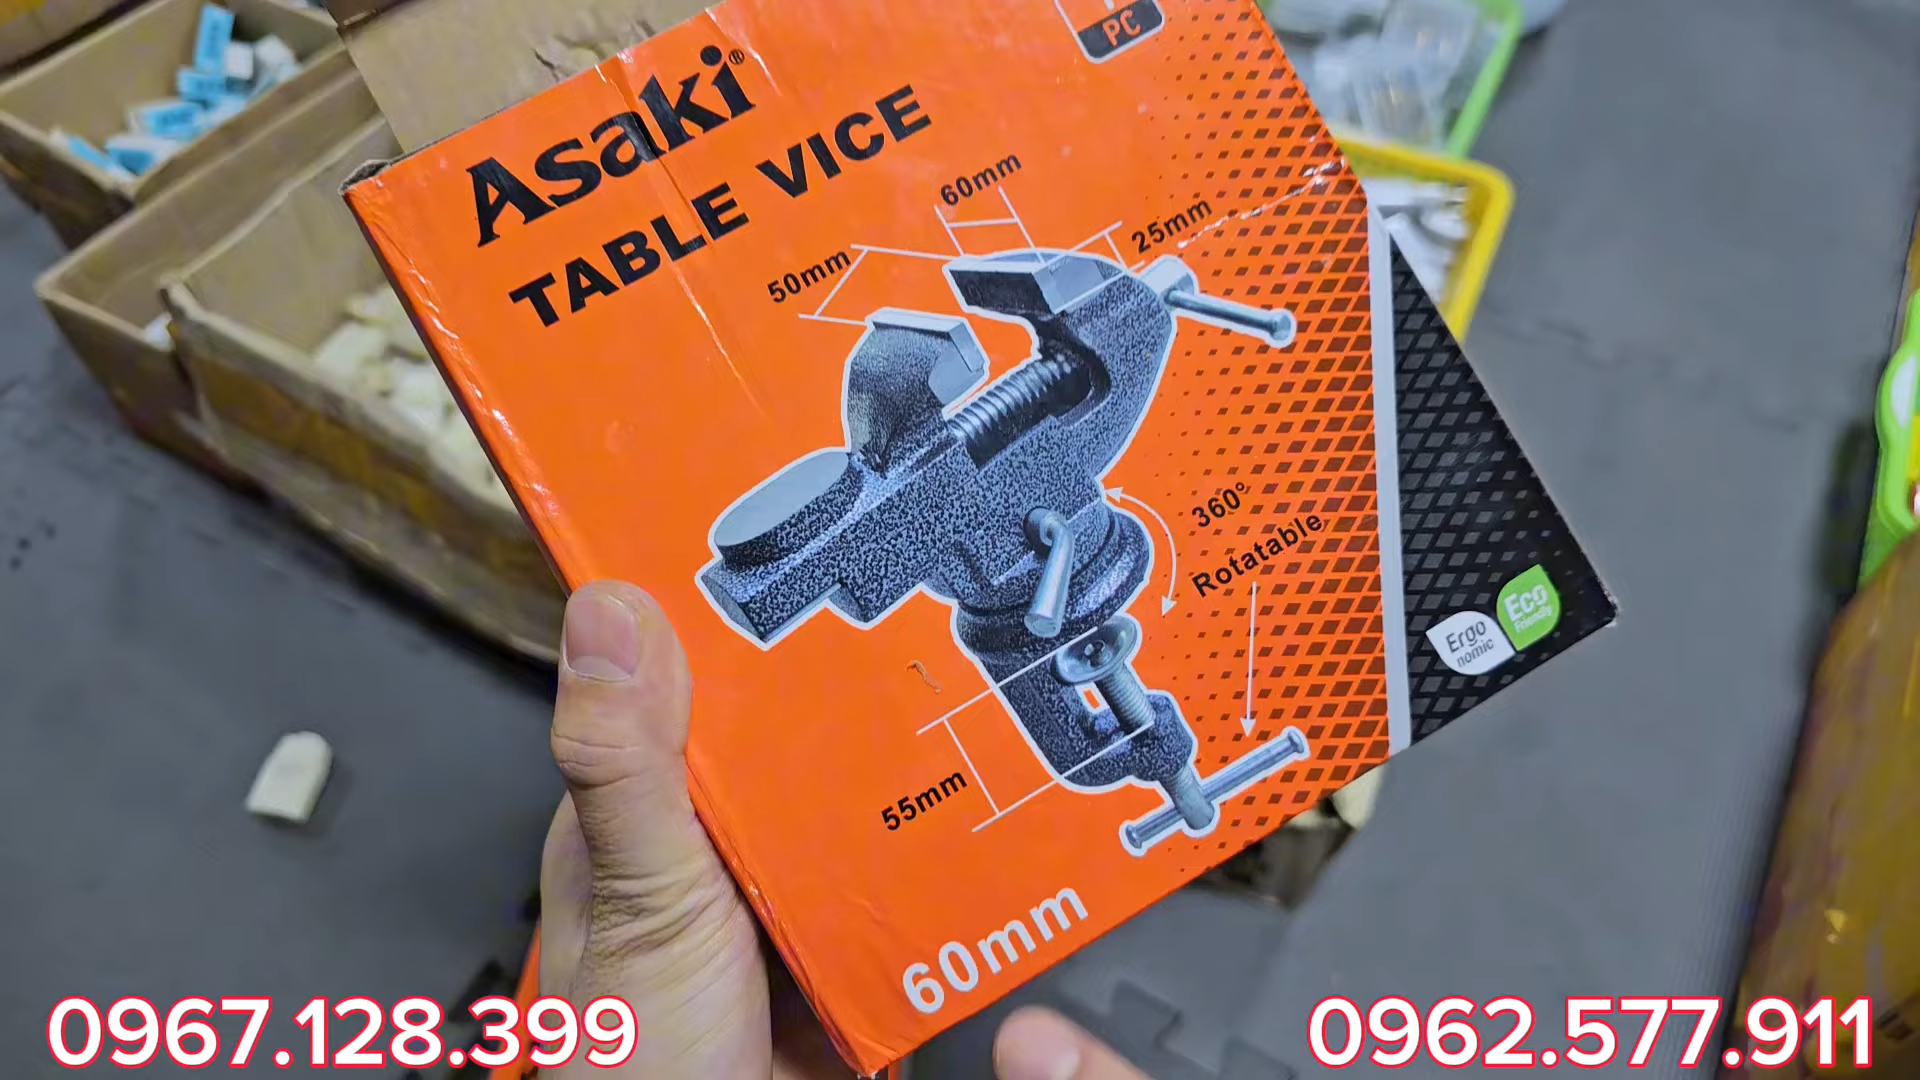 PC
Asaki®
TABLE VICE
60mm
50mm
25mm
360°
Rotatable
55mm
60mm
Ergo
nomic
Eco
Friendly
0967.128.399
0962.577.911